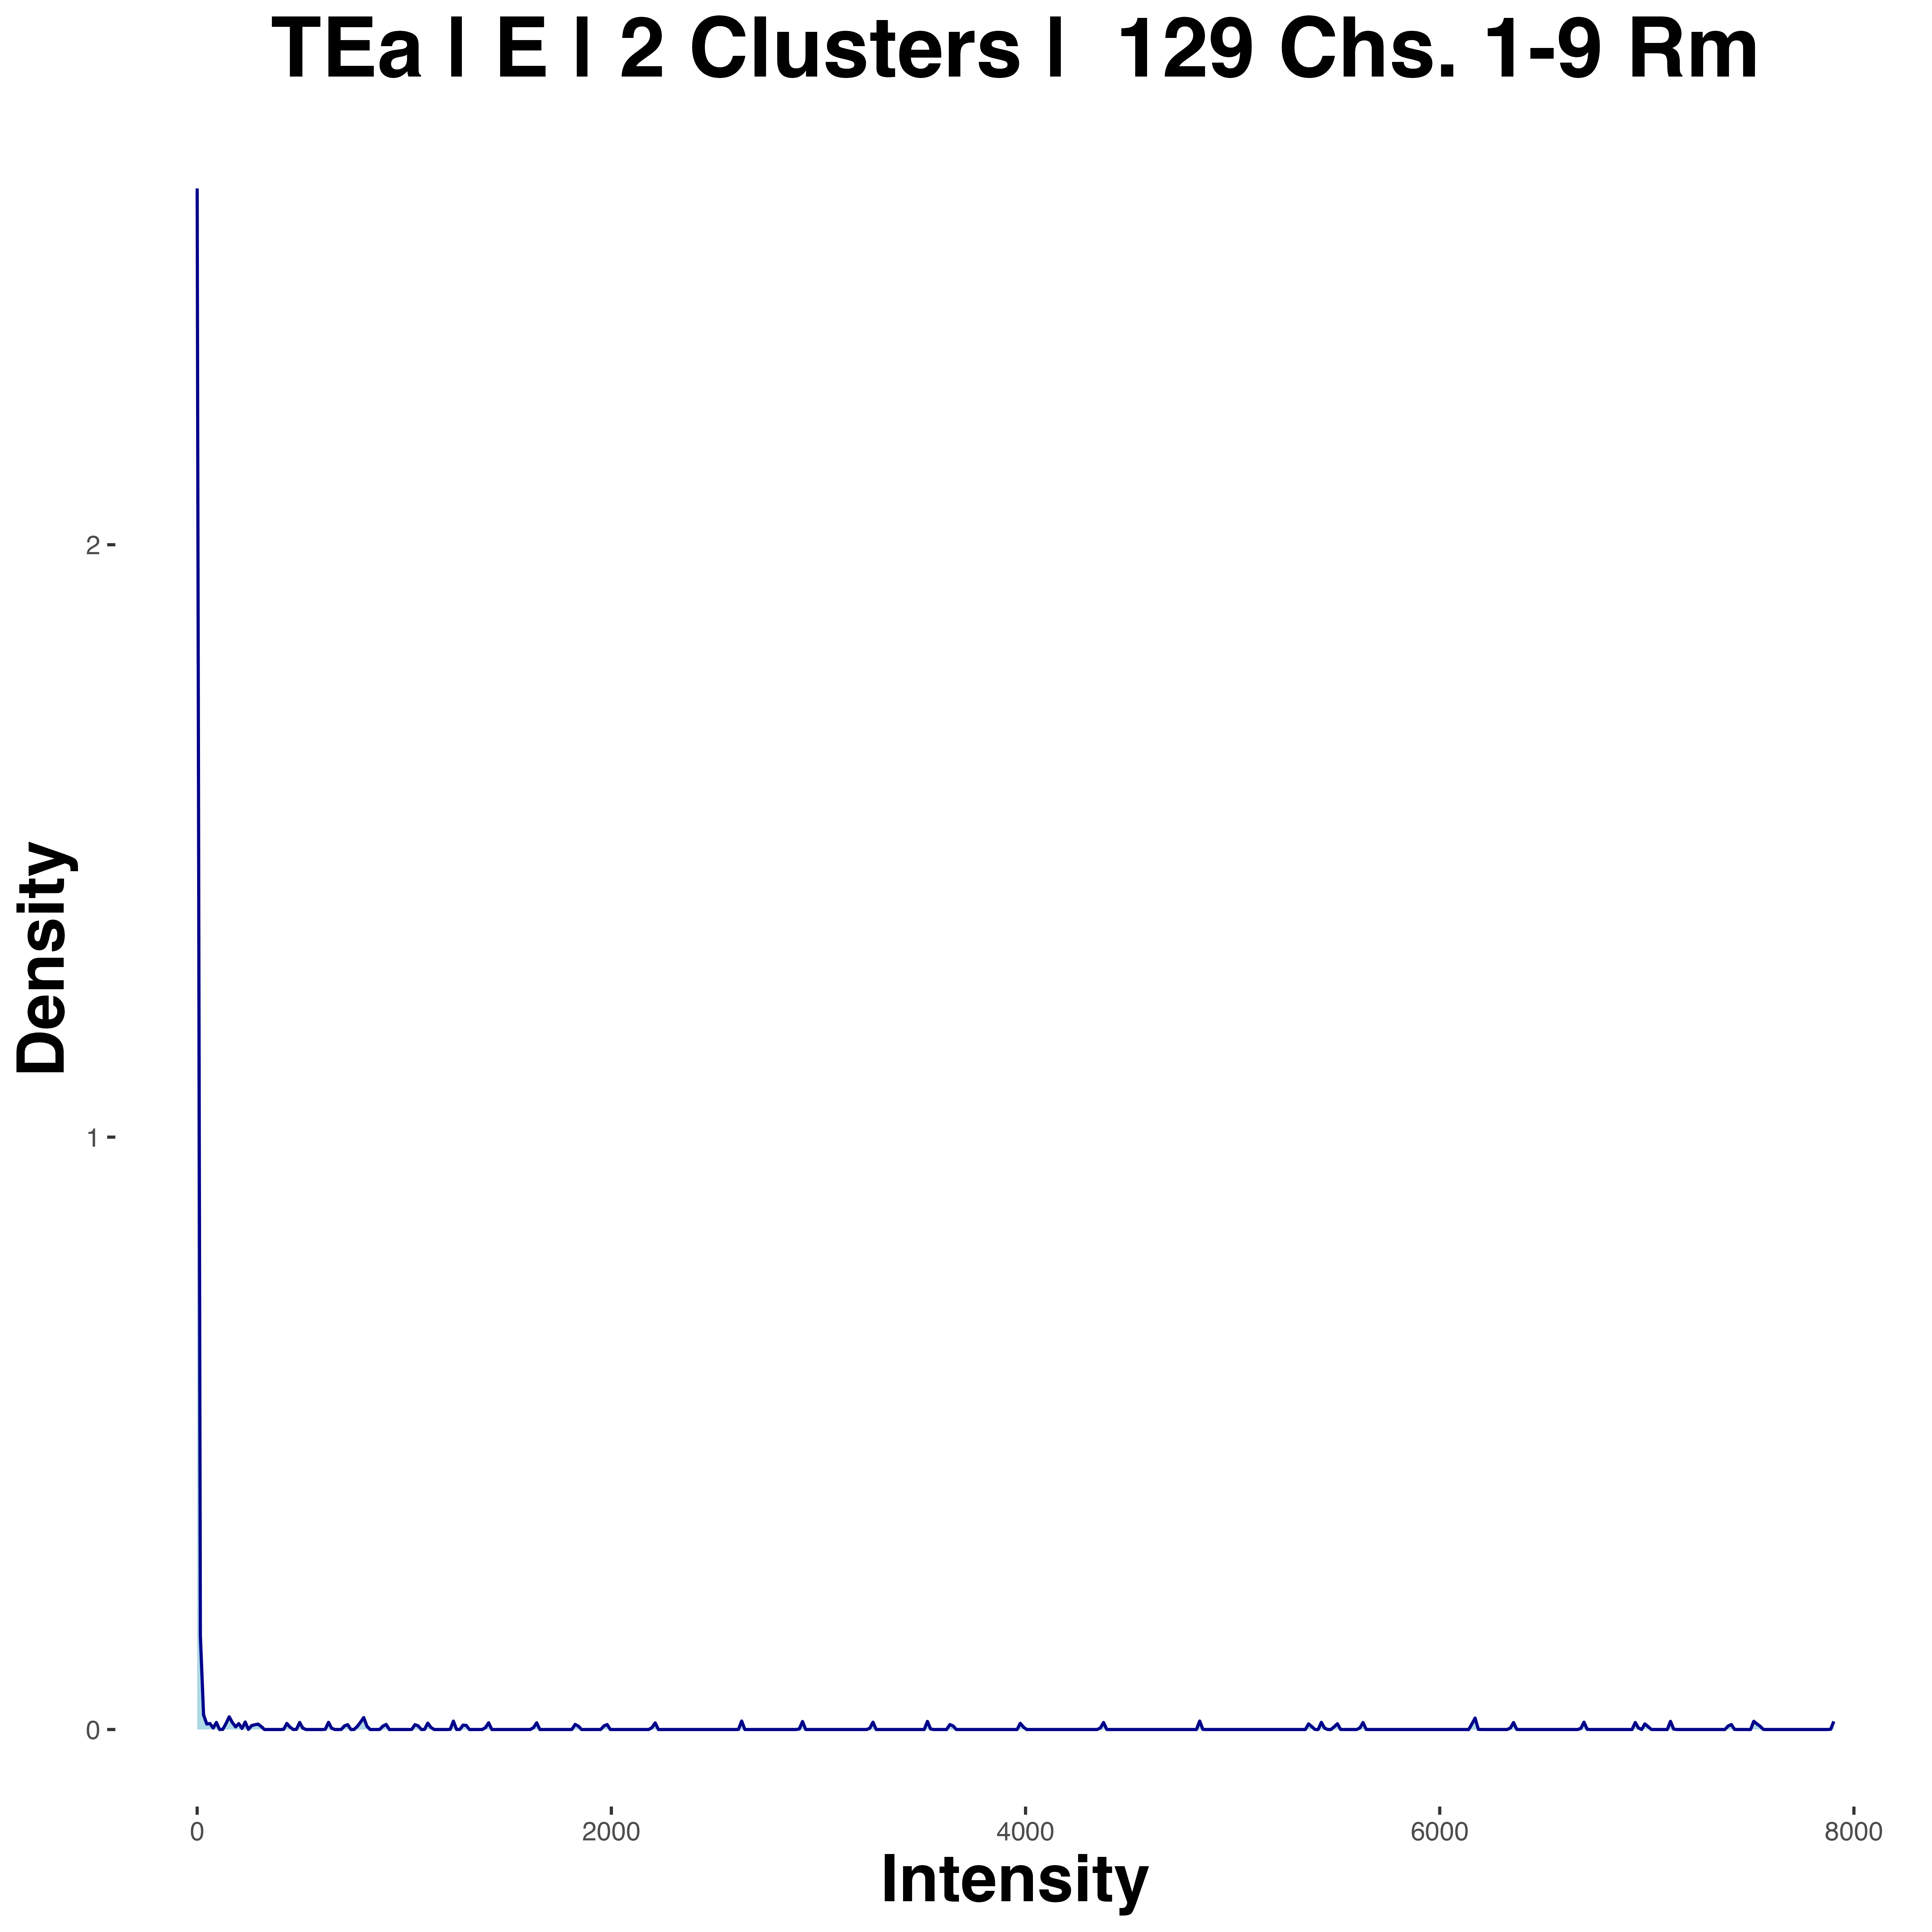 TEa | E | 2 Clusters |  129 Chs. 1-9 Rm
Density
2
1
0
0 2000 4000 6000 8000
Intensity